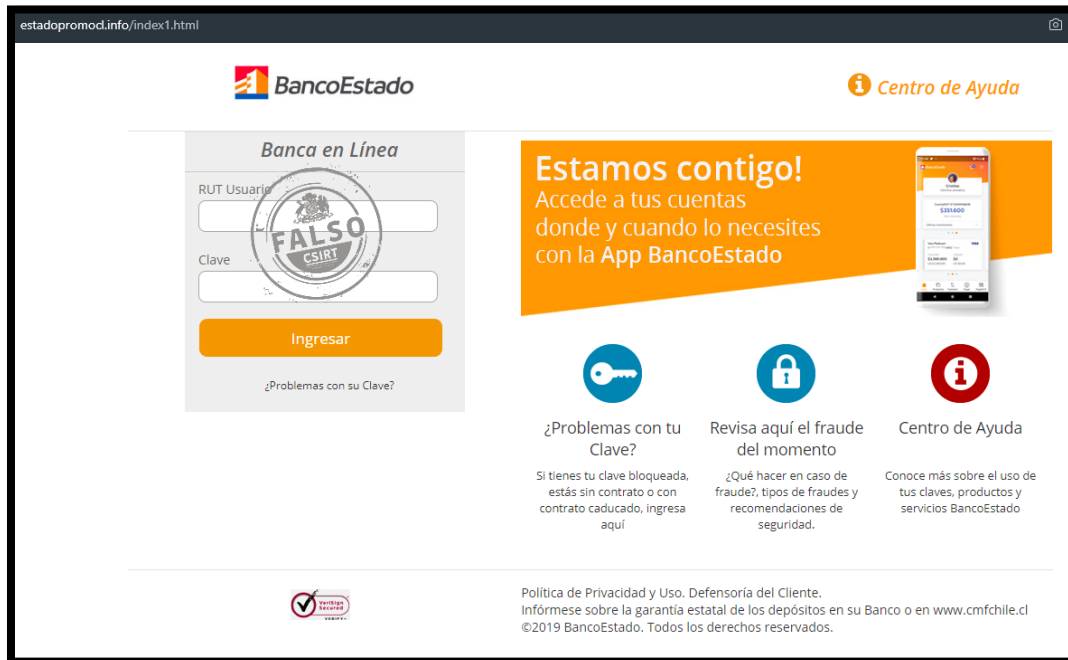 estadopromocl.info/index1.html
BancoEstado
Centro de Ayuda
Banca en Línea
RUT Usuario
FALSO
CSIRT
Clave
Ingresar
¿Problemas con su Clave?
Estamos contigo!
Accede a tus cuentas
donde y cuando lo necesites
con la App BancoEstado
¿Problemas con tu
Clave?
Si tienes tu clave bloqueada,
estás sin contrato o con
contrato caducado, ingresa
aquí
Revisa aquí el fraude
del momento
¿Qué hacer en caso de
fraude?, tipos de fraudes y
recomendaciones de
seguridad.
Centro de Ayuda
Conoce más sobre el uso de
tus claves, productos y
servicios BancoEstado
VeriSign
Secured
VERIFY
Política de Privacidad y Uso. Defensoría del Cliente.
Infórmese sobre la garantía estatal de los depósitos en su Banco o en www.cmfchile.cl
©2019 BancoEstado. Todos los derechos reservados.